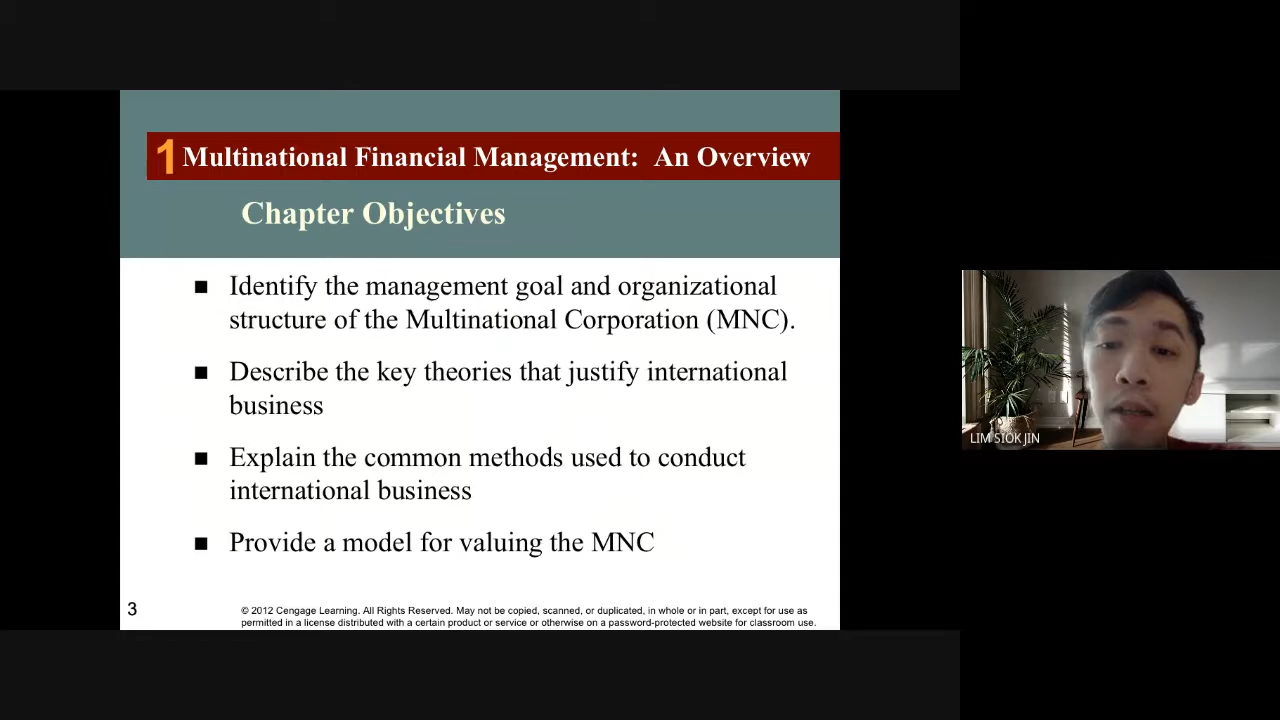 1 Multinational Financial Management: An Overview
Chapter Objectives
■ Identify the management goal and organizational
structure of the Multinational Corporation (MNC).
■ Describe the key theories that justify international
business
■ Explain the common methods used to conduct
international business
■ Provide a model for valuing the MNC
3
© 2012 Cengage Learning. All Rights Reserved. May not be copied, scanned, or duplicated, in whole or in part, except for use as
permitted in a license distributed with a certain product or service or otherwise on a password-protected website for classroom use.
LIM SIOK JIN